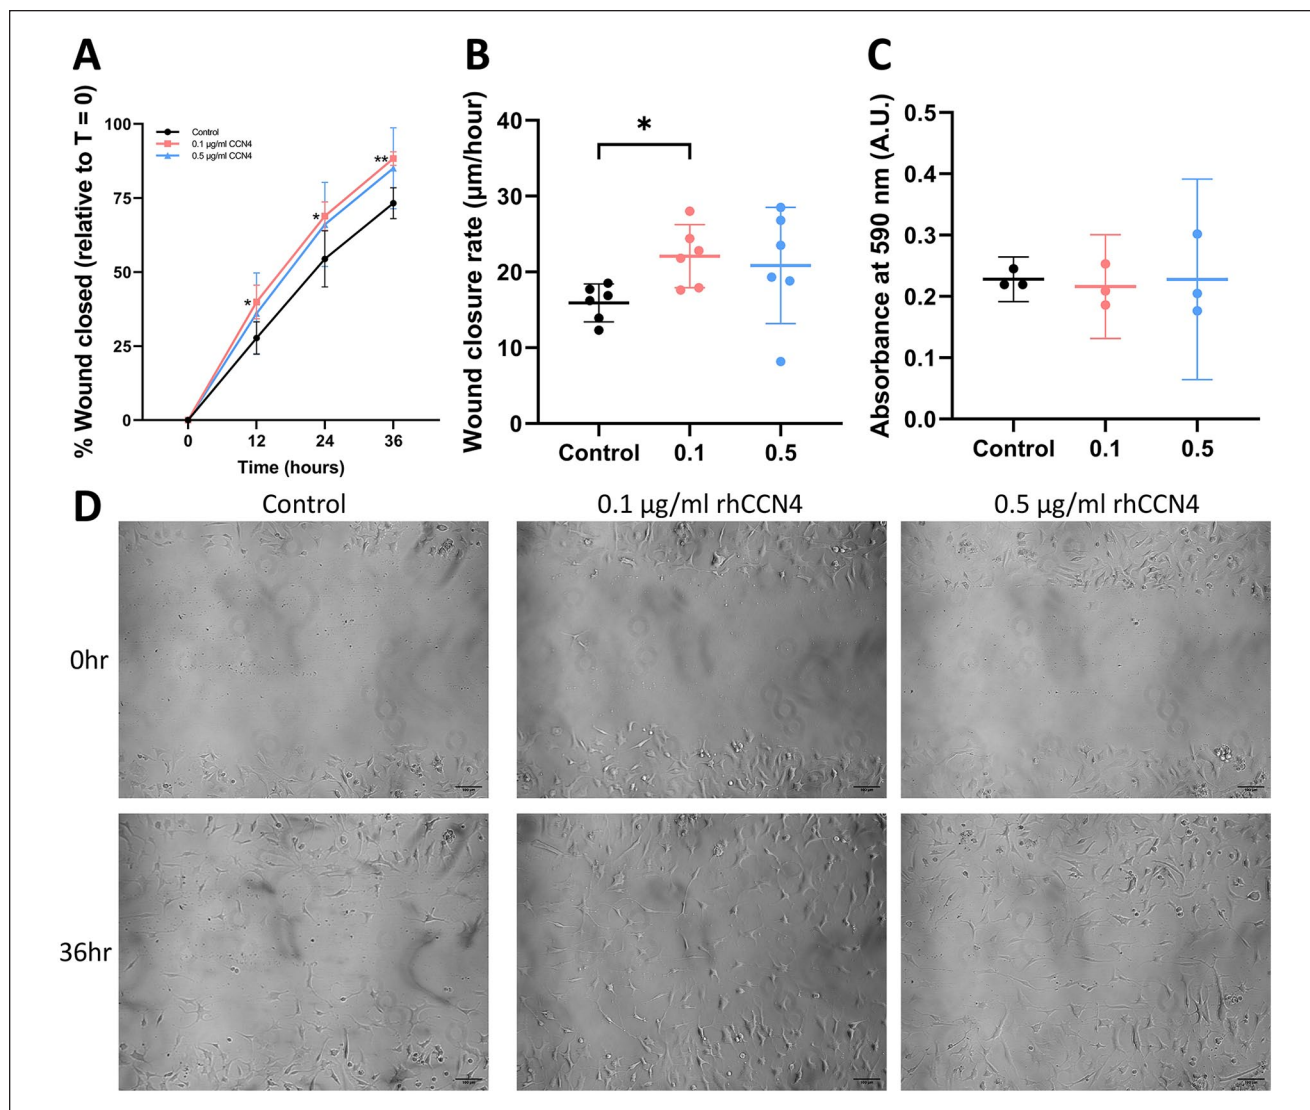 A
% Wound closed (relative to T = 0)
100
75
50
25
0
Control
0.1 µg/ml CCN4
0.5 µg/ml CCN4
*
*
**
0
12
24
36
Time (hours)
B
Wound closure rate (µm/hour)
40
30
20
10
0
*
Control
0.1
0.5
C
Absorbance at 590 nm (A.U.)
0.5
0.4
0.3
0.2
0.1
0.0
Control
0.1
0.5
D
Control
0.1 µg/ml rhCCN4
0.5 µg/ml rhCCN4
0hr
36hr